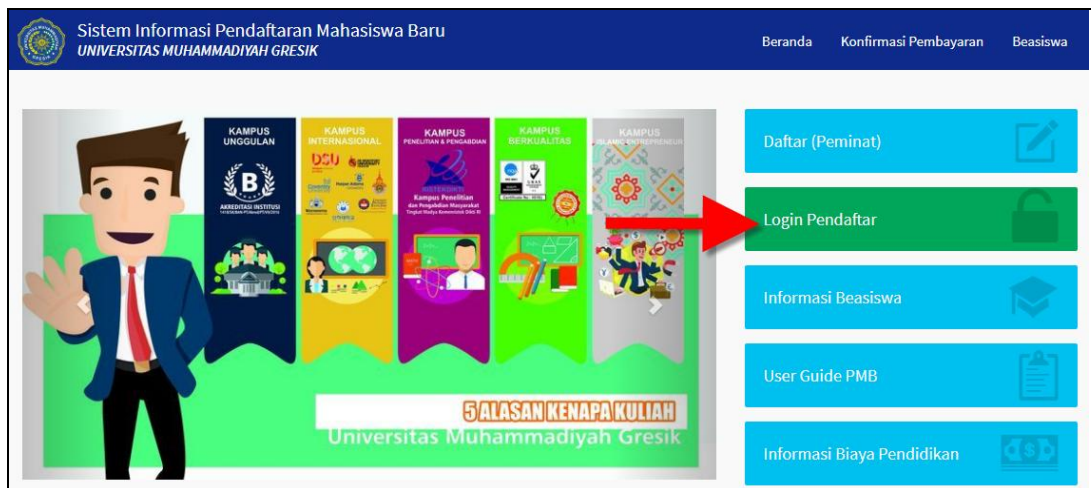 Sistem Informasi Pendaftaran Mahasiswa Baru
UNIVERSITAS MUHAMMADIYAH GRESIK
Beranda
Konfirmasi Pembayaran
Beasiswa
KAMPUS
UNGGULAN
B
AKREDITASI INSTITUSI
KAMPUS
INTERNASIONAL
DSU
KAMPUS
PENELITIAN & PENGABDIAN
RISTEKDIKTI
Kampus Penelitian
dan Pengabdian Masyarakat
KAMPUS
BERKUALITAS
KAMPUS
ISLAMIC ENTREPRENEUR
5 ALASAN KENAPA KULIAH
Universitas Muhammadiyah Gresik
Daftar (Peminat)
Login Pendaftar
Informasi Beasiswa
User Guide PMB
Informasi Biaya Pendidikan